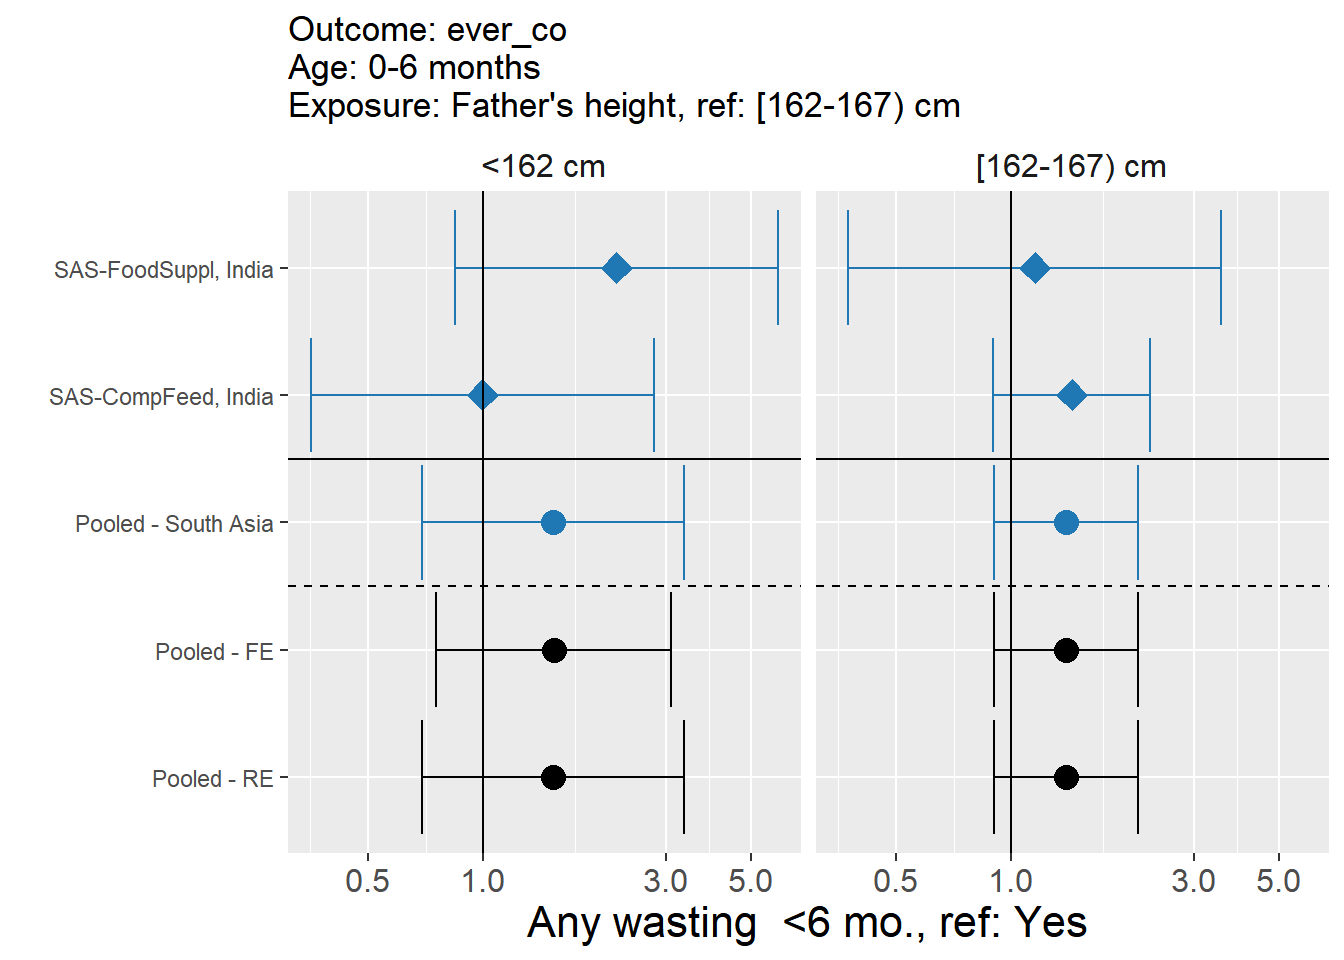 Outcome: ever_co
Age: 0-6 months
Exposure: Father's height, ref: [162-167) cm
<162 cm
[162-167) cm
SAS-FoodSuppl, India
SAS-CompFeed, India
Pooled - South Asia
Pooled - FE
Pooled - RE
0.5 1.0 3.0 5.0
0.5 1.0 3.0 5.0
Any wasting  <6 mo., ref: Yes